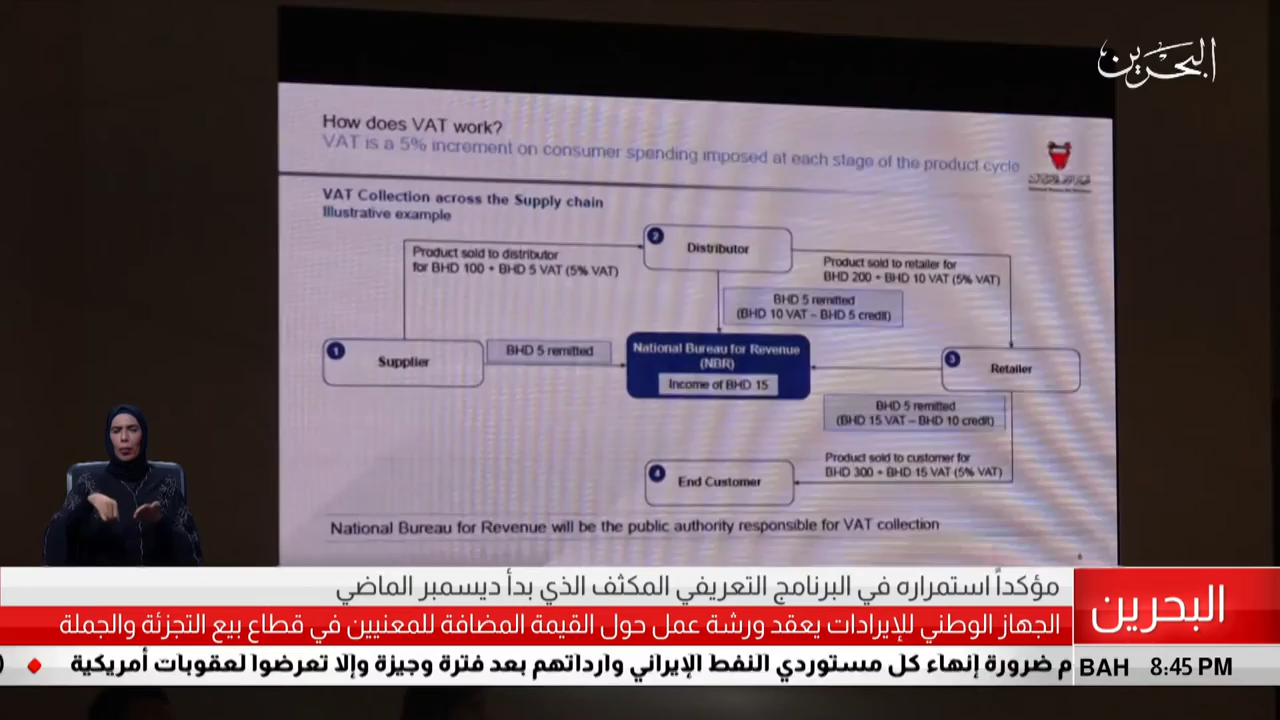 البحرين
How does VAT work?
VAT is a 5% increment on consumer spending imposed at each stage of the product cycle
VAT Collection across the Supply chain
Illustrative example
2
Distributor
Product sold to distributor
for BHD 100 + BHD 5 VAT (5% VAT)
Product sold to retailer for
BHD 200 + BHD 10 VAT (5% VAT)
BHD 5 remitted
(BHD 10 VAT – BHD 5 credit)
1
Supplier
BHD 5 remitted
National Bureau for Revenue
(NBR)
Income of BHD 15
3
Retailer
BHD 5 remitted
(BHD 15 VAT – BHD 10 credit)
Product sold to customer for
BHD 300 + BHD 15 VAT (5% VAT)
4
End Customer
National Bureau for Revenue will be the public authority responsible for VAT collection
مؤكداً استمراره في البرنامج التعريفي المكثف الذي بدأ ديسمبر الماضي
البحرين
الجهاز الوطني للإيرادات يعقد ورشة عمل حول القيمة المضافة للمعنيين في قطاع بيع التجزئة والجملة
م ضرورة إنهاء كل مستوردي النفط الإيراني وارداتهم بعد فترة وجيزة وإلا تعرضوا لعقوبات أمريكية
BAH 8:45 PM